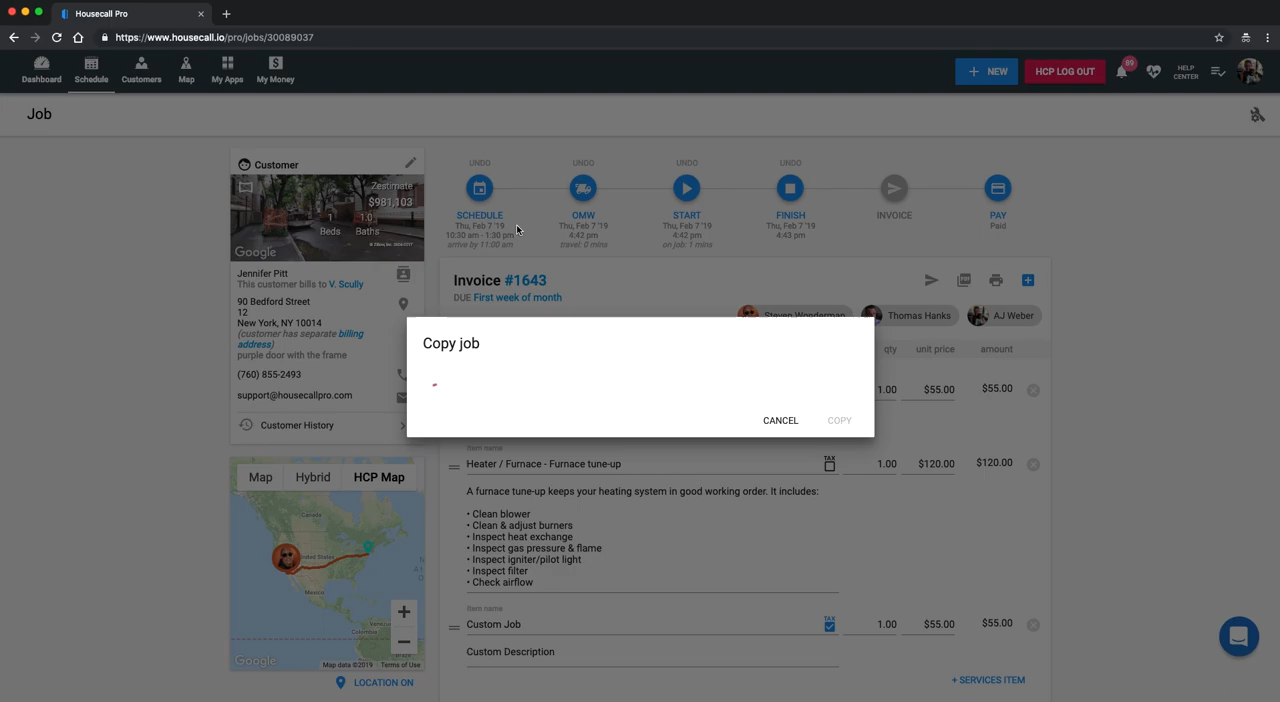 Housecall Pro
https://www.housecall.io/pro/jobs/30089037
Dashboard
Schedule
Customers
Map
My Apps
My Money
NEW
HCP LOG OUT
89
HELP
CENTER
Job
Customer
Zestimate
$981,103
1
Beds
1.0
Baths
Google
Jennifer Pitt
This customer bills to V. Scully
90 Bedford Street
12
New York, NY 10014
(customer has separate billing
address)
purple door with the frame
(760) 855-2493
support@housecallpro.com
Customer History
Map
Hybrid
HCP Map
Canada
United States
Mexico
Colombia
Google
Map data ©2019
Terms of Use
LOCATION ON
UNDO
SCHEDULE
Thu, Feb 7 '19
10:30 am - 1:30 pm
arrive by 11:00 am
UNDO
OMW
Thu, Feb 7 '19
4:42 pm
travel: 0 mins
UNDO
START
Thu, Feb 7 '19
4:42 pm
on job: 1 mins
UNDO
FINISH
Thu, Feb 7 '19
4:43 pm
INVOICE
PAY
Paid
Invoice #1643
DUE First week of month
Steven Wonderman
Thomas Hanks
AJ Weber
qty
unit price
amount
1.00
$55.00
$55.00
Copy job
CANCEL
COPY
Item name
Heater / Furnace - Furnace tune-up
TAX
1.00
$120.00
$120.00
A furnace tune-up keeps your heating system in good working order. It includes:
• Clean blower
• Clean & adjust burners
• Inspect heat exchange
• Inspect gas pressure & flame
• Inspect igniter/pilot light
• Inspect filter
• Check airflow
Item name
Custom Job
TAX
1.00
$55.00
$55.00
Custom Description
+ SERVICES ITEM